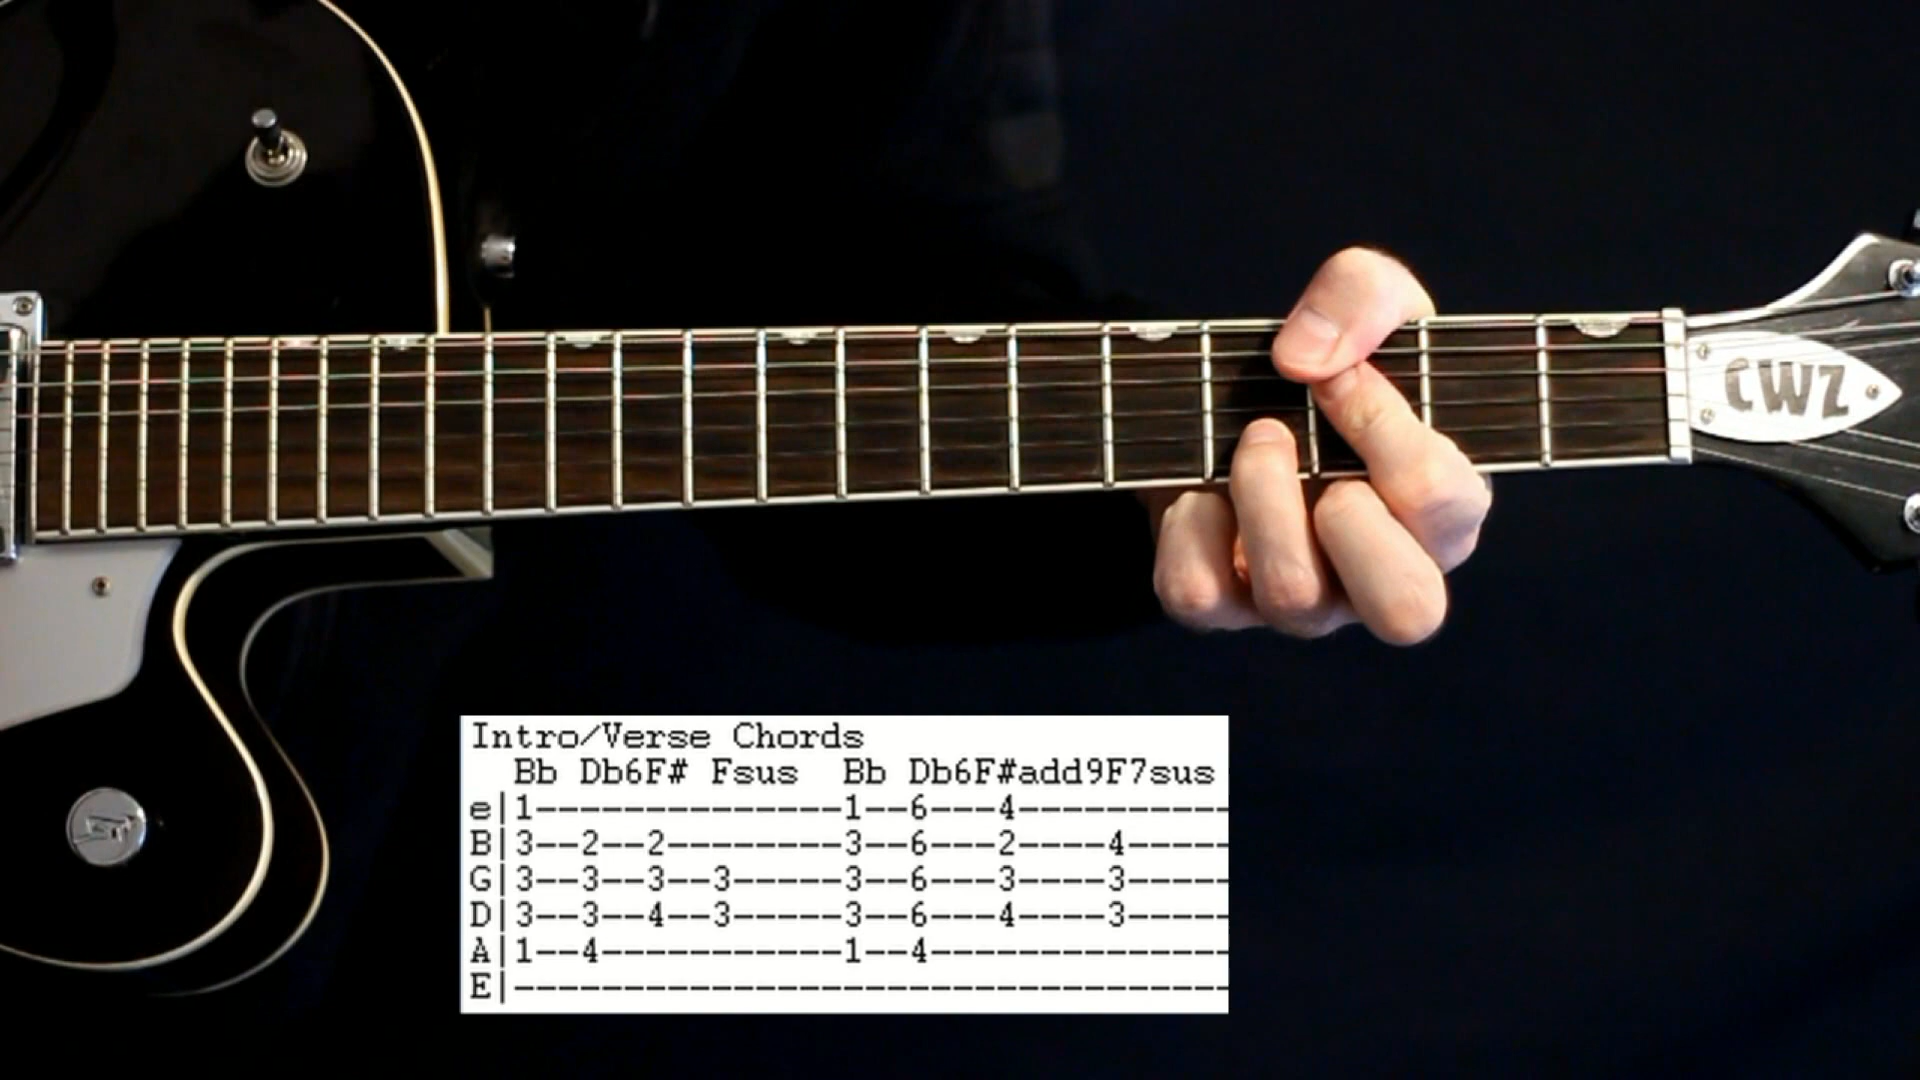 CWZ
Intro/Verse Chords
Bb Db6F# Fsus Bb Db6F#add9F7sus
e|1--------------1--6---4----------
B|3--2--2--------3--6---2----4-----
G|3--3--3--3-----3--6---3----3-----
D|3--3--4--3-----3--6---4----3-----
A|1--4-----------1--4--------------
E|---------------------------------